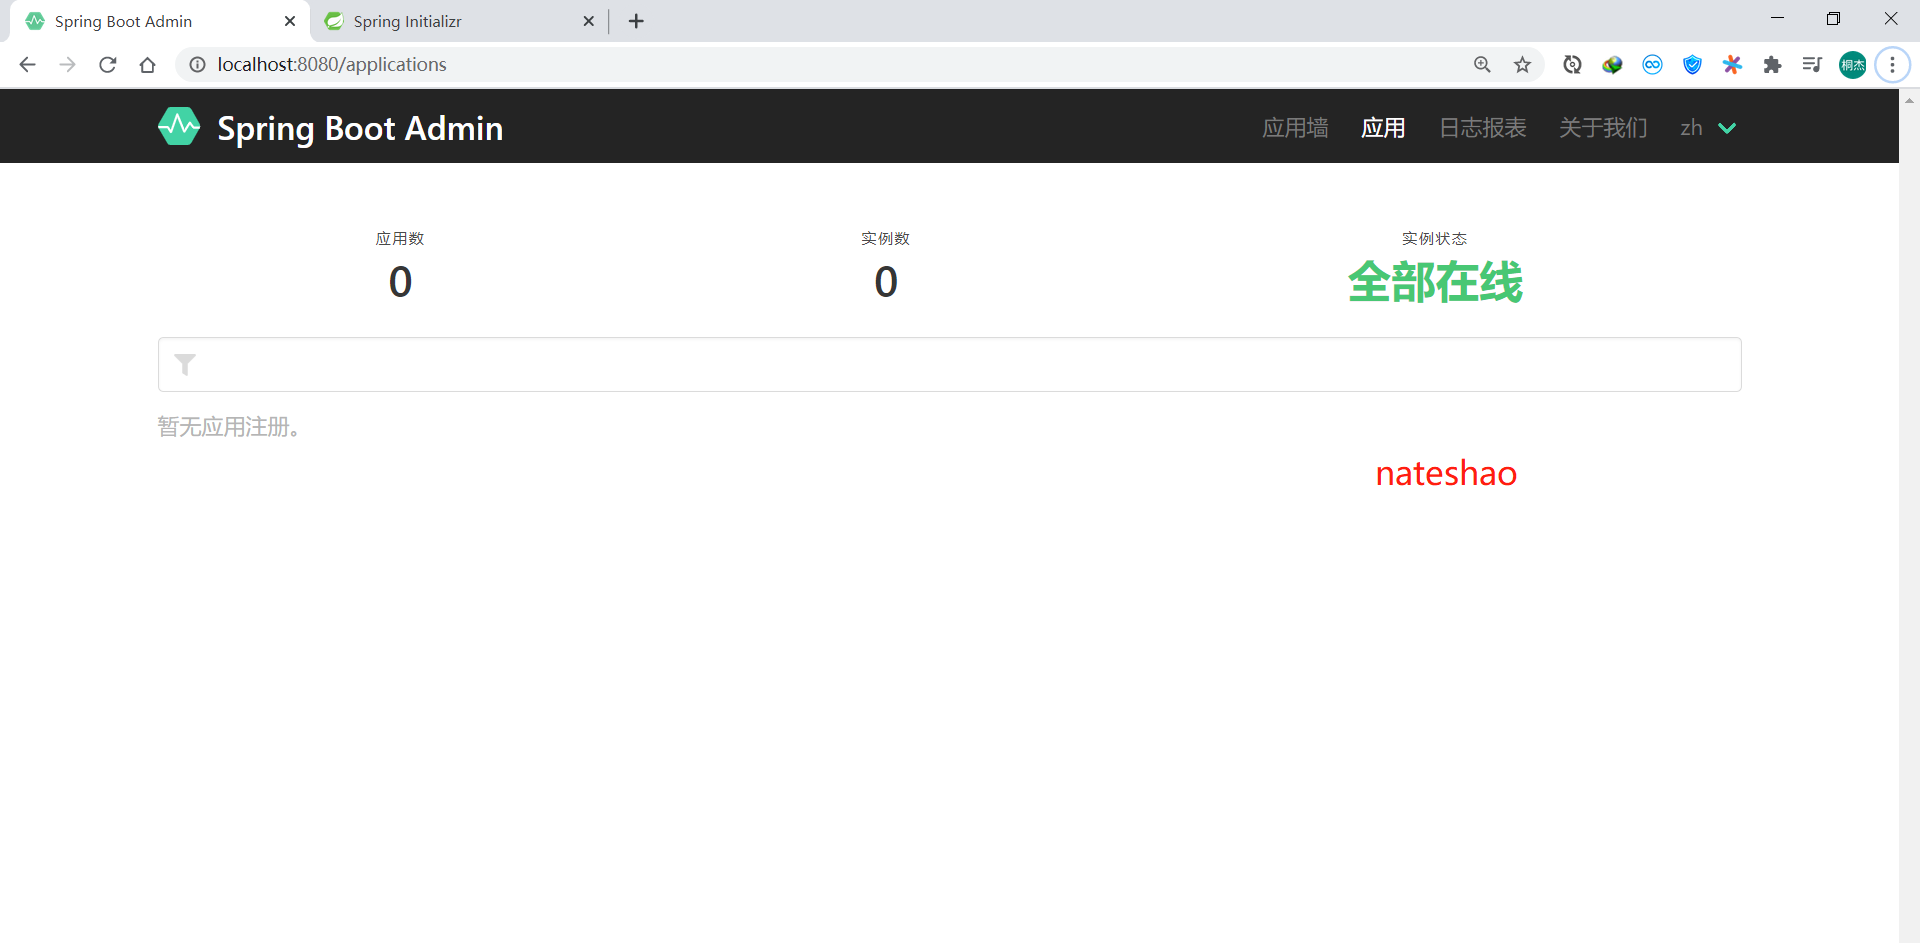 Spring Boot Admin
Spring Initializr
localhost:8080/applications
桐杰
Spring Boot Admin
应用墙 应用 日志报表 关于我们 zh
应用数 实例数 实例状态
0 0 全部在线
暂无应用注册。
nateshao